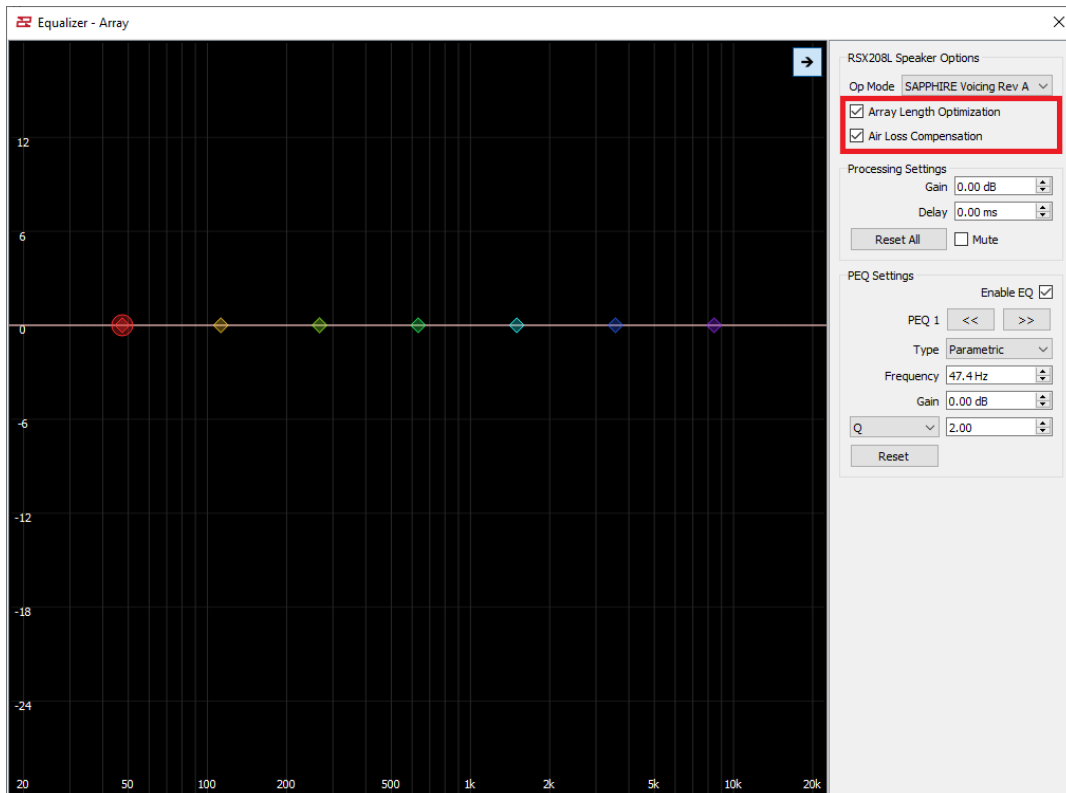 Equalizer - Array
12
6
0
-6
-12
-18
-24
20 50 100 200 500 1k 2k 5k 10k 20k
RSX208L Speaker Options
Op Mode SAPPHIRE Voicing Rev A
Array Length Optimization
Air Loss Compensation
Processing Settings
Gain 0.00 dB
Delay 0.00 ms
Reset All Mute
PEQ Settings
Enable EQ
PEQ 1 << >>
Type Parametric
Frequency 47.4 Hz
Gain 0.00 dB
Q 2.00
Reset